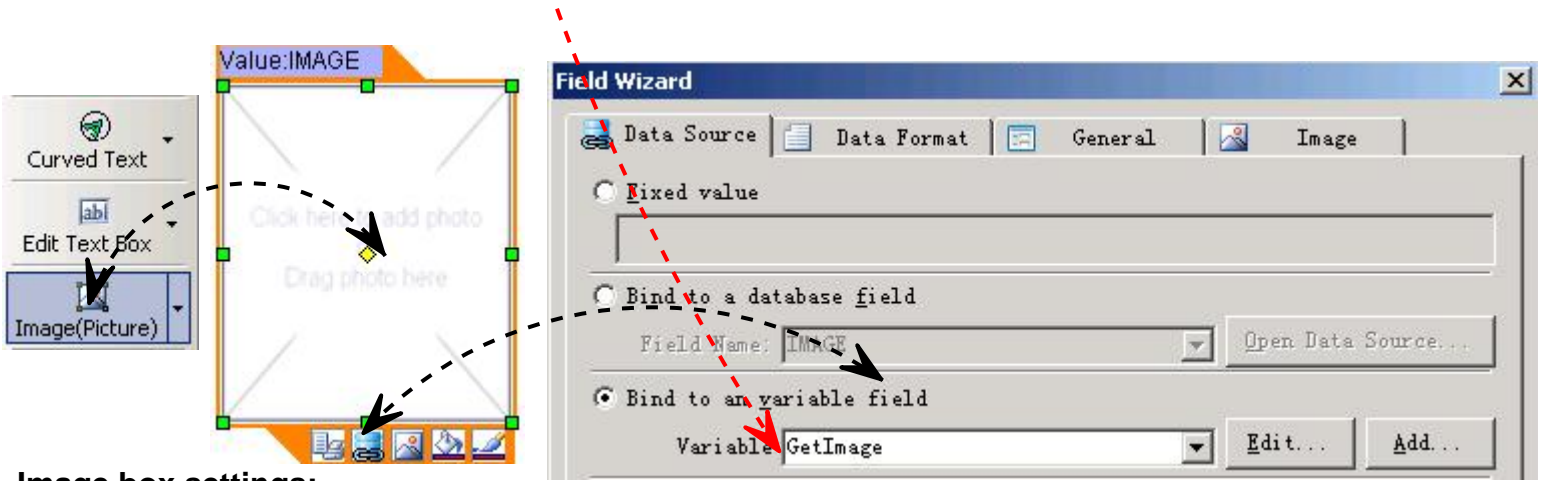 Value:IMAGE
Curved Text
abl
Edit Text Box
Image(Picture)
Click here to add photo
Drag photo here
Image box settings:
Field Wizard
Data Source
Data Format
General
Image
Fixed value
Bind to a database field
Field Name: IMAGE
Open Data Source...
Bind to an variable field
Variable GetImage
Edit...
Add...